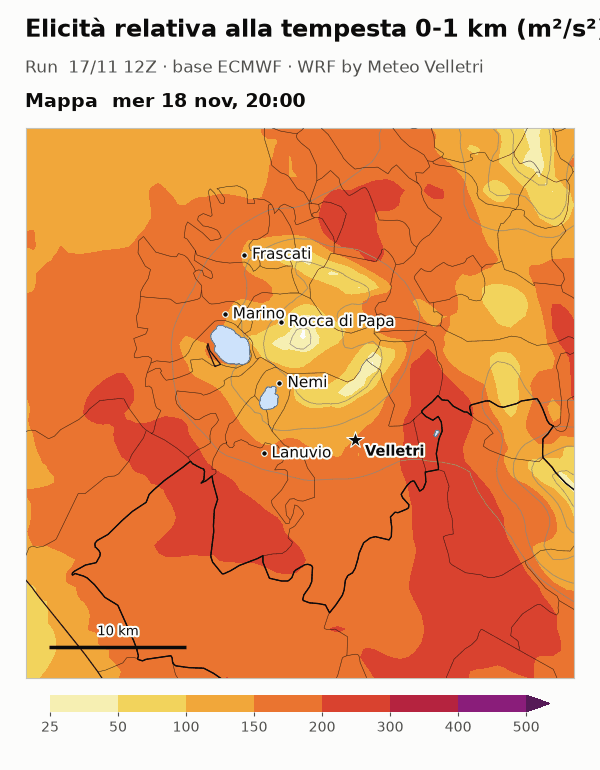 Elicità relativa alla tempesta 0-1 km (m²/s²)
Run  17/11 12Z · base ECMWF · WRF by Meteo Velletri
Mappa  mer 18 nov, 20:00
Frascati
Marino
Rocca di Papa
Nemi
Velletri
Lanuvio
10 km
25 50 100 150 200 300 400 500